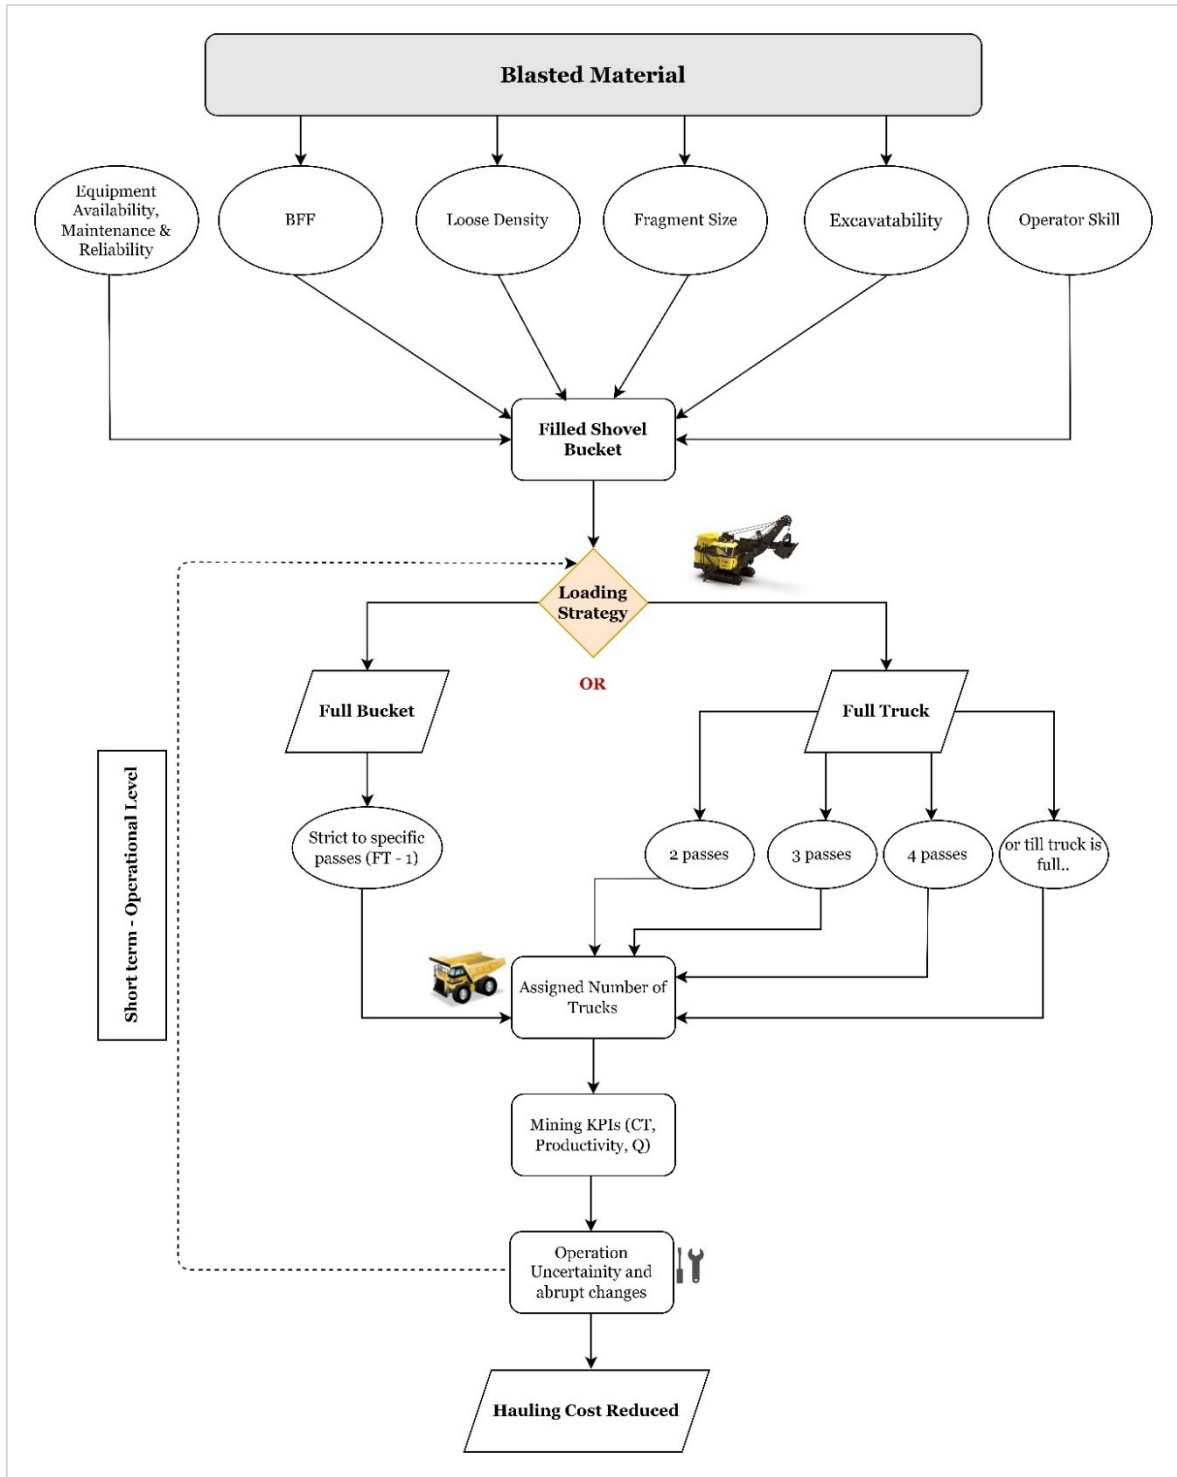 Blasted Material
Equipment
Availability,
Maintenance &
Reliability
BFF
Loose Density
Fragment Size
Excavatability
Operator Skill
Filled Shovel
Bucket
Loading
Strategy
OR
Full Bucket
Full Truck
Short term - Operational Level
Strict to specific
passes (FT - 1)
2 passes
3 passes
4 passes
or till truck is
full..
Assigned Number of
Trucks
Mining KPIs (CT,
Productivity, Q)
Operation
Uncertainity and
abrupt changes
Hauling Cost Reduced